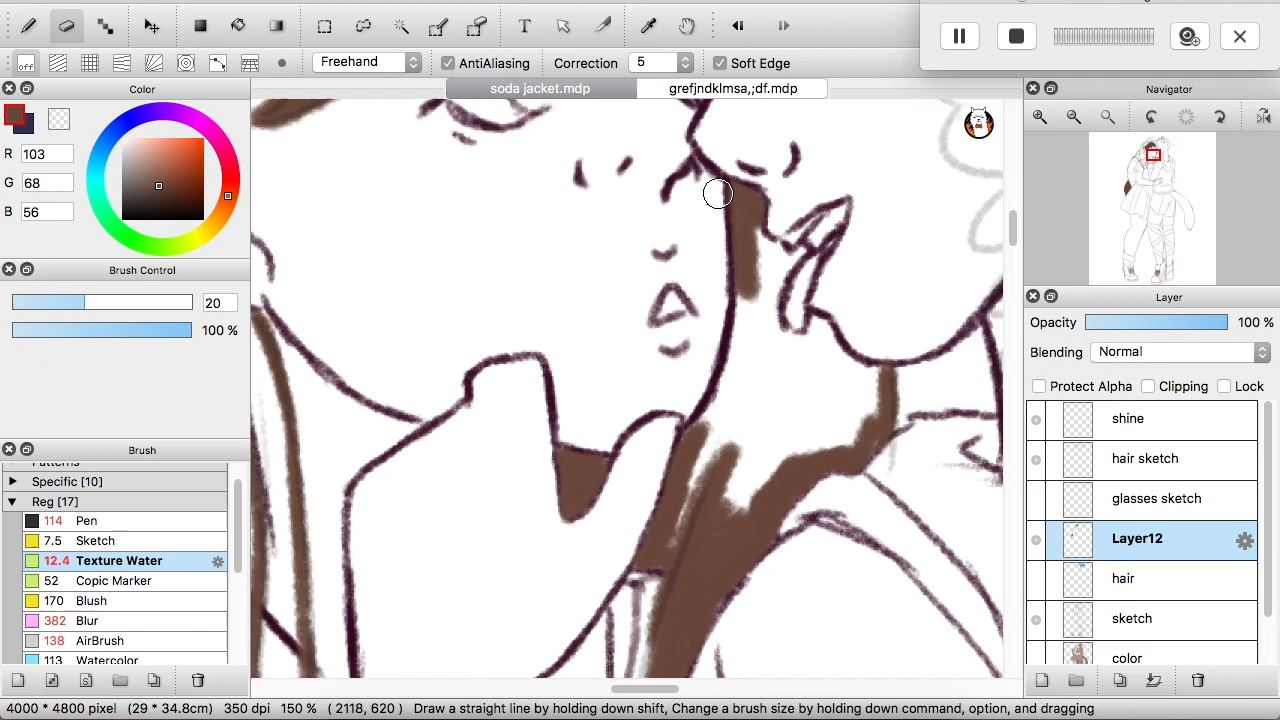 T
off
Freehand
AntiAliasing
Correction
5
Soft Edge
soda jacket.mdp
grefjndklmsa,;df.mdp
Color
R
103
G
68
B
56
Brush Control
20
100 %
Brush
Patterns
Specific [10]
Reg [17]
114 Pen
7.5 Sketch
12.4 Texture Water
52 Copic Marker
170 Blush
382 Blur
138 AirBrush
113 Watercolor
Navigator
Layer
Opacity
100 %
Blending
Normal
Protect Alpha
Clipping
Lock
shine
hair sketch
glasses sketch
Layer12
hair
sketch
color
4000 * 4800 pixel (29 * 34.8cm) 350 dpi 150 % ( 2118, 620 ) Draw a straight line by holding down shift, Change a brush size by holding down command, option, and dragging